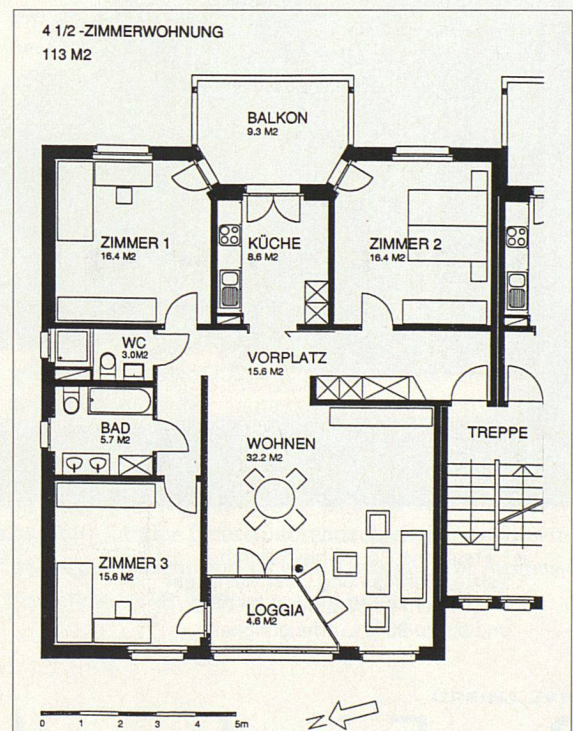 4 1/2 -ZIMMERWOHNUNG
113 M2
BALKON
9.3 M2
ZIMMER 1
16.4 M2
KÜCHE
8.6 M2
ZIMMER 2
16.4 M2
WC
3.0M2
VORPLATZ
15.6 M2
BAD
5.7 M2
WOHNEN
32.2 M2
TREPPE
ZIMMER 3
15.6 M2
LOGGIA
4.6 M2
0 1 2 3 4 5m
N